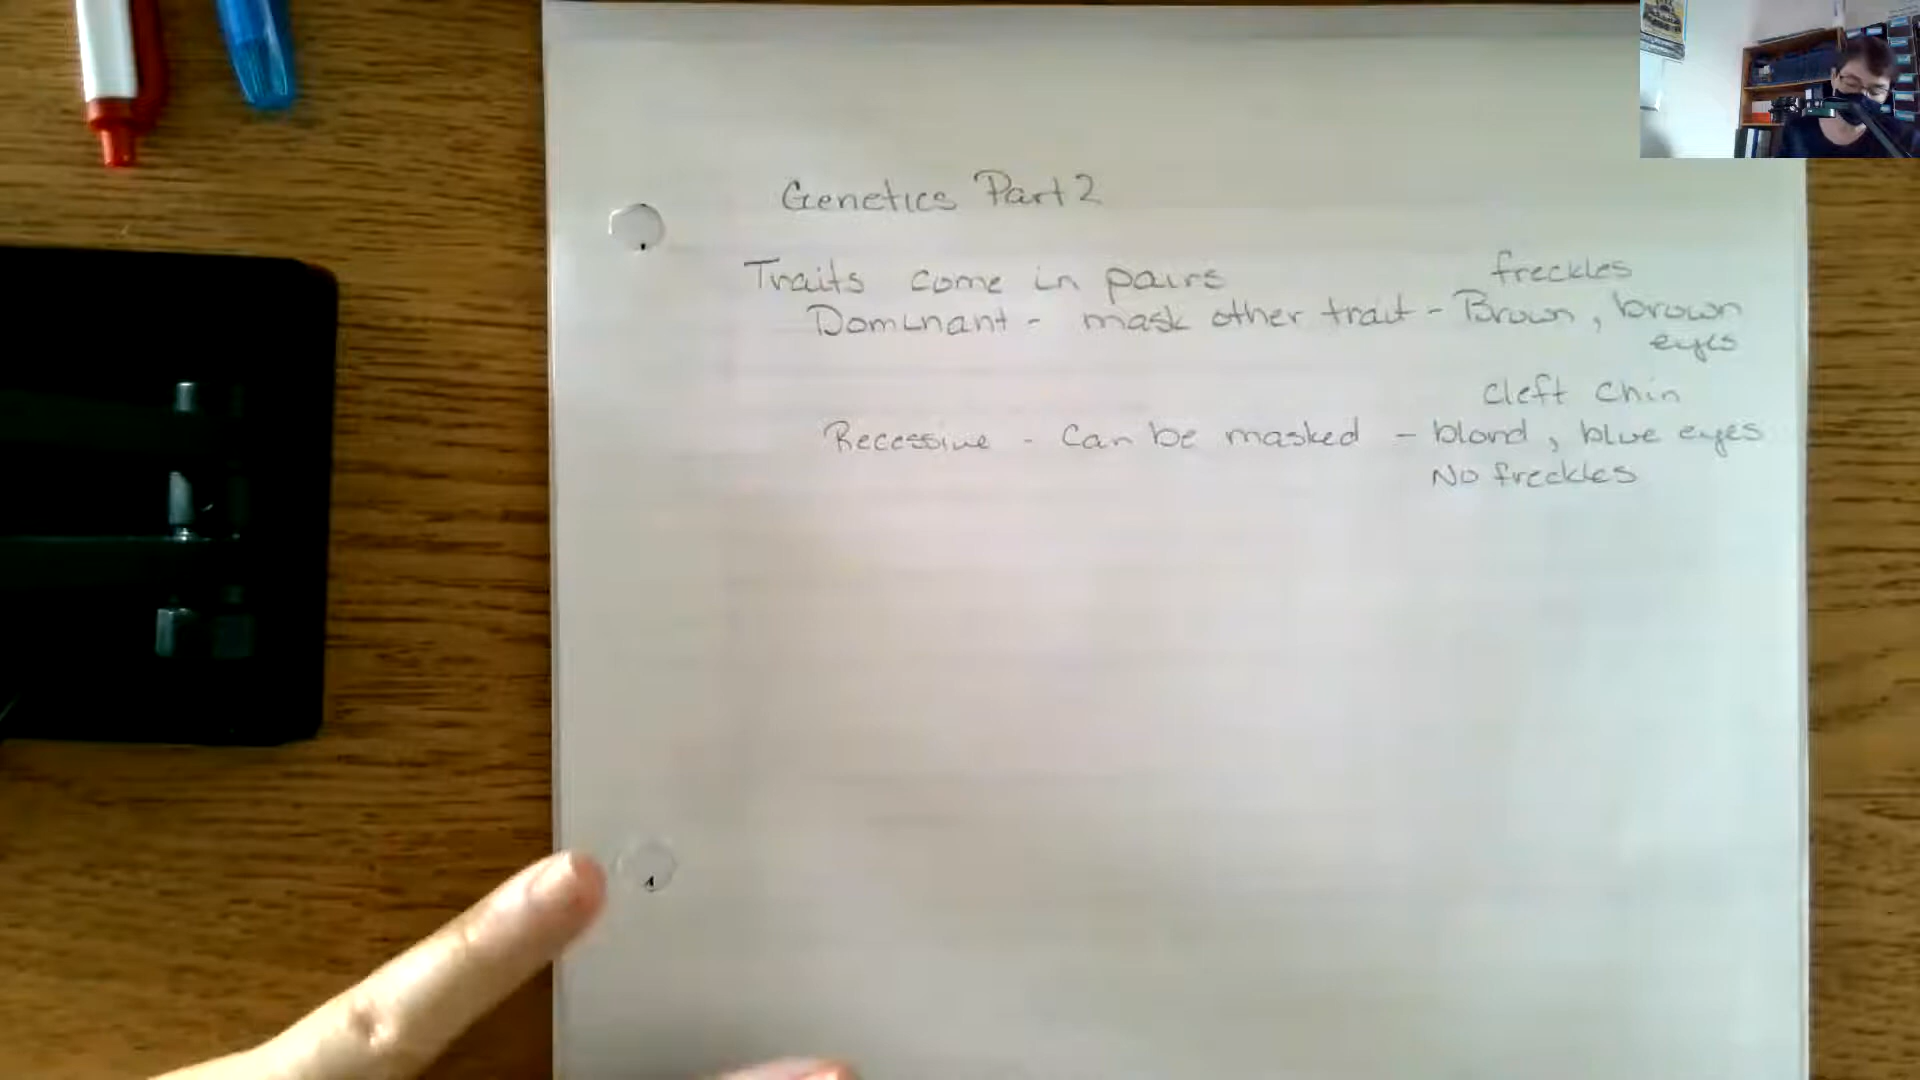 Genetics Part 2
Traits come in pairs
freckles
Dominant - mask other trait - Brown, brown
eyes
cleft chin
Recessive - Can be masked - blond, blue eyes
No freckles